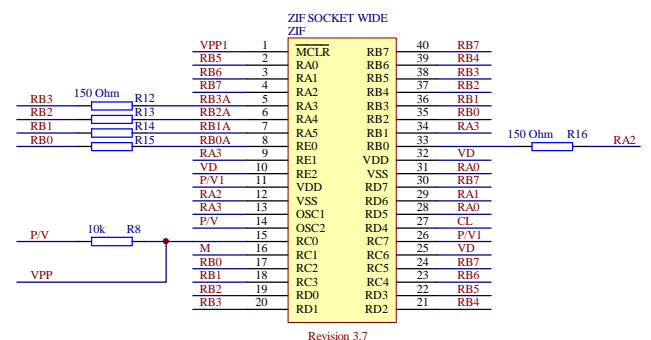 ZIF SOCKET WIDE
ZIF
VPP1 1 MCLR RB7 40 RB7
RB5 2 RA0 RB6 39 RB4
RB6 3 RA1 RB5 38 RB3
RB7 4 RA2 RB4 37 RB2
150 Ohm
RB3 R12 RB3A 5 RA3 RB3 36 RB1
RB2 R13 RB2A 6 RA4 RB2 35 RB0
RB1 R14 RB1A 7 RA5 RB1 34 RA3
RB0 R15 RB0A 8 RE0 RB0 33 150 Ohm R16 RA2
RA3 9 RE1 VDD 32 VD
VD 10 RE2 VSS 31 RA0
P/V1 11 VDD RD7 30 RB7
RA2 12 VSS RD6 29 RA1
RA3 13 OSC1 RD5 28 RA0
P/V 14 OSC2 RD4 27 CL
P/V 10k R8 15 RC0 RC7 26 P/V1
M 16 RC1 RC6 25 VD
RB0 17 RC2 RC5 24 RB7
VPP RB1 18 RC3 RC4 23 RB6
RB2 19 RD0 RD3 22 RB5
RB3 20 RD1 RD2 21 RB4
Revision 3.7